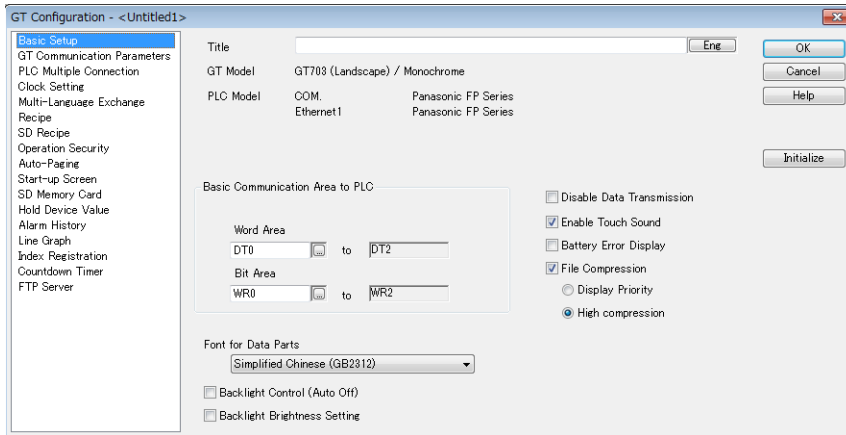 GT Configuration - <Untitled1>
Basic Setup
GT Communication Parameters
PLC Multiple Connection
Clock Setting
Multi-Language Exchange
Recipe
SD Recipe
Operation Security
Auto-Paging
Start-up Screen
SD Memory Card
Hold Device Value
Alarm History
Line Graph
Index Registration
Countdown Timer
FTP Server
Title Eng
GT Model GT703 (Landscape) / Monochrome
PLC Model COM. Panasonic FP Series
Ethernet1 Panasonic FP Series
Basic Communication Area to PLC
Word Area
DT0 ... to DT2
Bit Area
WR0 ... to WR2
Font for Data Parts
Simplified Chinese (GB2312)
Backlight Control (Auto Off)
Backlight Brightness Setting
Disable Data Transmission
Enable Touch Sound
Battery Error Display
File Compression
Display Priority
High compression
OK
Cancel
Help
Initialize